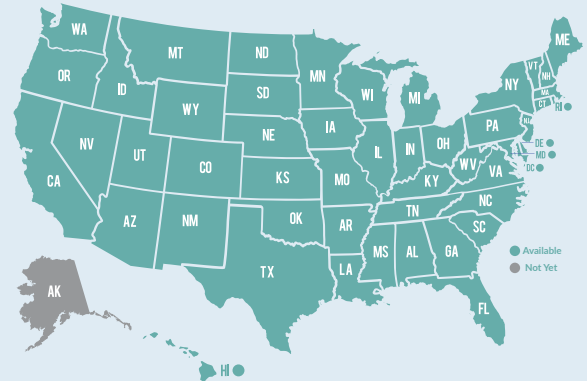 WA
MT
ND
MN
ME
OR
ID
SD
WI
MI
NY
VT
NH
MA
CT
RI
WY
IA
NE
PA
NJ
NV
UT
CO
IL
IN
OH
DE
MD
DC
CA
KS
MO
KY
WV
VA
AZ
NM
OK
AR
TN
NC
SC
TX
LA
MS
AL
GA
FL
Available
Not Yet
AK
HI